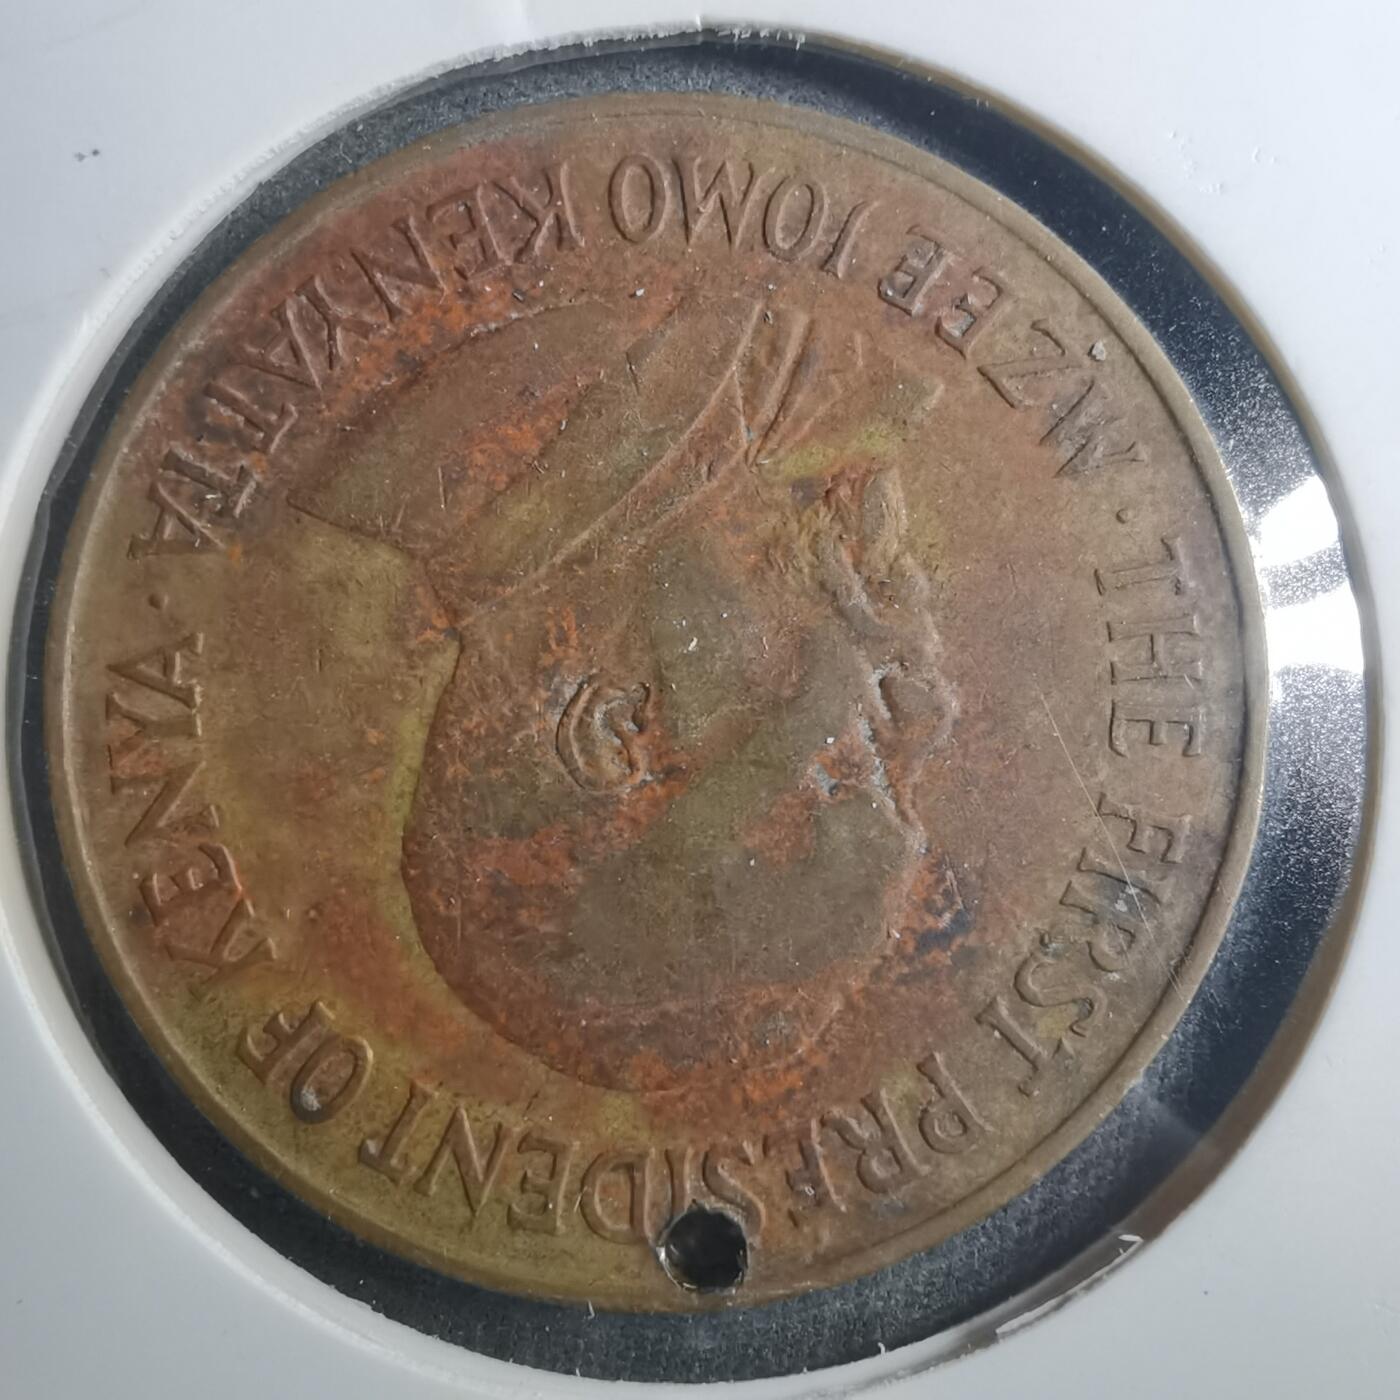 THE FIRST PRESIDENT OF KENYA ·
MZEE JOMO KENYATTA ·